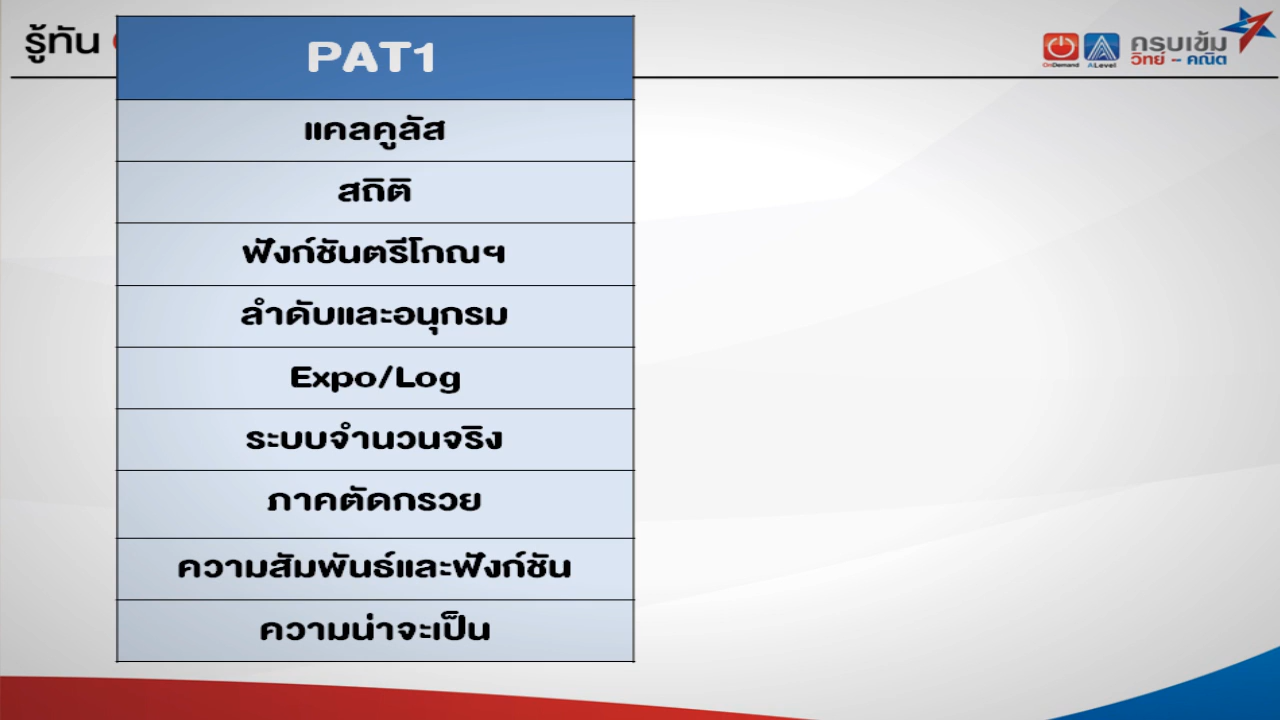 รู้ทัน
PAT1
OnDemand
ALevel
ครบเข้ม
วิทย์ - คณิต
แคลคูลัส
สถิติ
ฟังก์ชันตรีโกณฯ
ลำดับและอนุกรม
Expo/Log
ระบบจำนวนจริง
ภาคตัดกรวย
ความสัมพันธ์และฟังก์ชัน
ความน่าจะเป็น